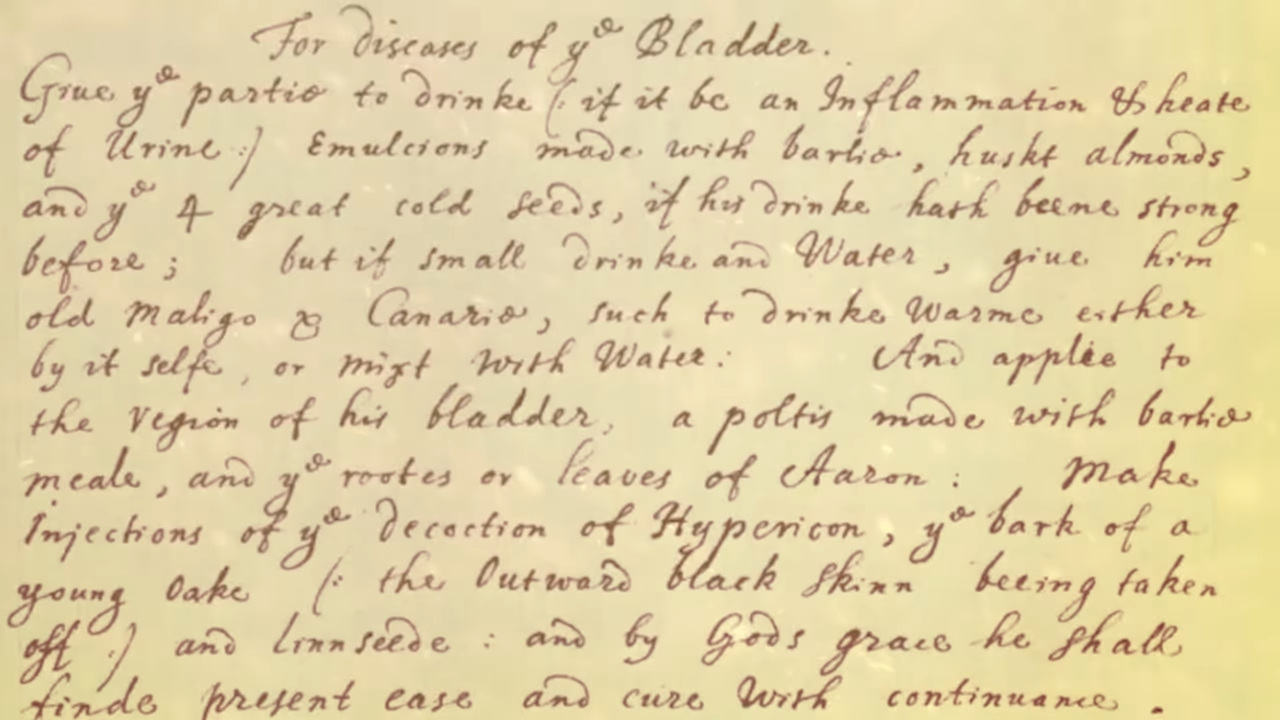 For diseases of yᵉ Bladder.
Giue yᵉ partie to drinke (: if it be an Inflammation & heate
of Urine :) Emulcions made with barlie, huskt almonds,
and yᵉ 4 great cold seeds, if his drinke hath beene strong
before; but if small drinke and Water, giue him
old Maligo & Canarie, such to drinke warme either
by it selfe, or mixt with Water: And applie to
the region of his bladder, a poltis made with barlie
meale, and yᵉ rootes or leaves of Aaron: Make
Injections of yᵉ decoction of Hypericon, yᵉ bark of a
young Oake (: the Outward black skinn beeing taken
off :) and linnseede: and by Gods grace he shall
finde present ease and cure with continuance.